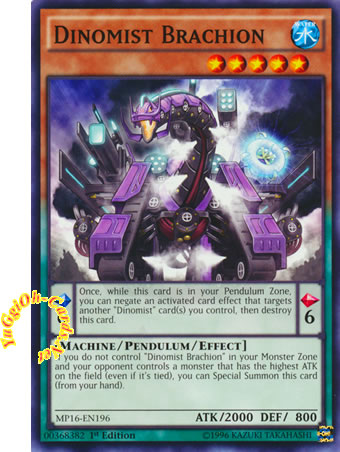 DINOMIST BRACHION
WATER
水
Once, while this card is in your Pendulum Zone,
you can negate an activated card effect that targets
another "Dinomist" card(s) you control, then destroy
this card.
6
[MACHINE/PENDULUM/EFFECT]
If you do not control "Dinomist Brachion" in your Monster
Zone and your opponent controls a monster that has the highest ATK
on the field (even if it's tied), you can Special Summon this card
(from your hand).
MP16-EN196
ATK/2000 DEF/ 800
00368382 1st Edition
©1996 KAZUKI TAKAHASHI